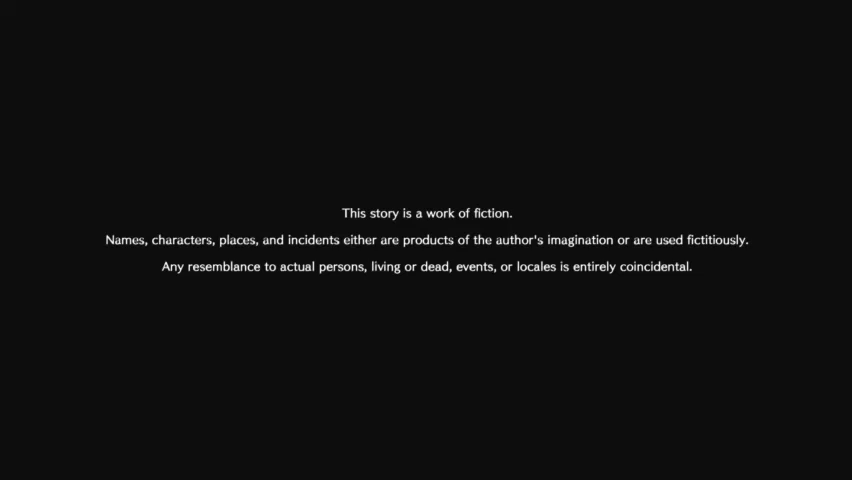 This story is a work of fiction.
Names, characters, places, and incidents either are products of the author's imagination or are used fictitiously.
Any resemblance to actual persons, living or dead, events, or locales is entirely coincidental.